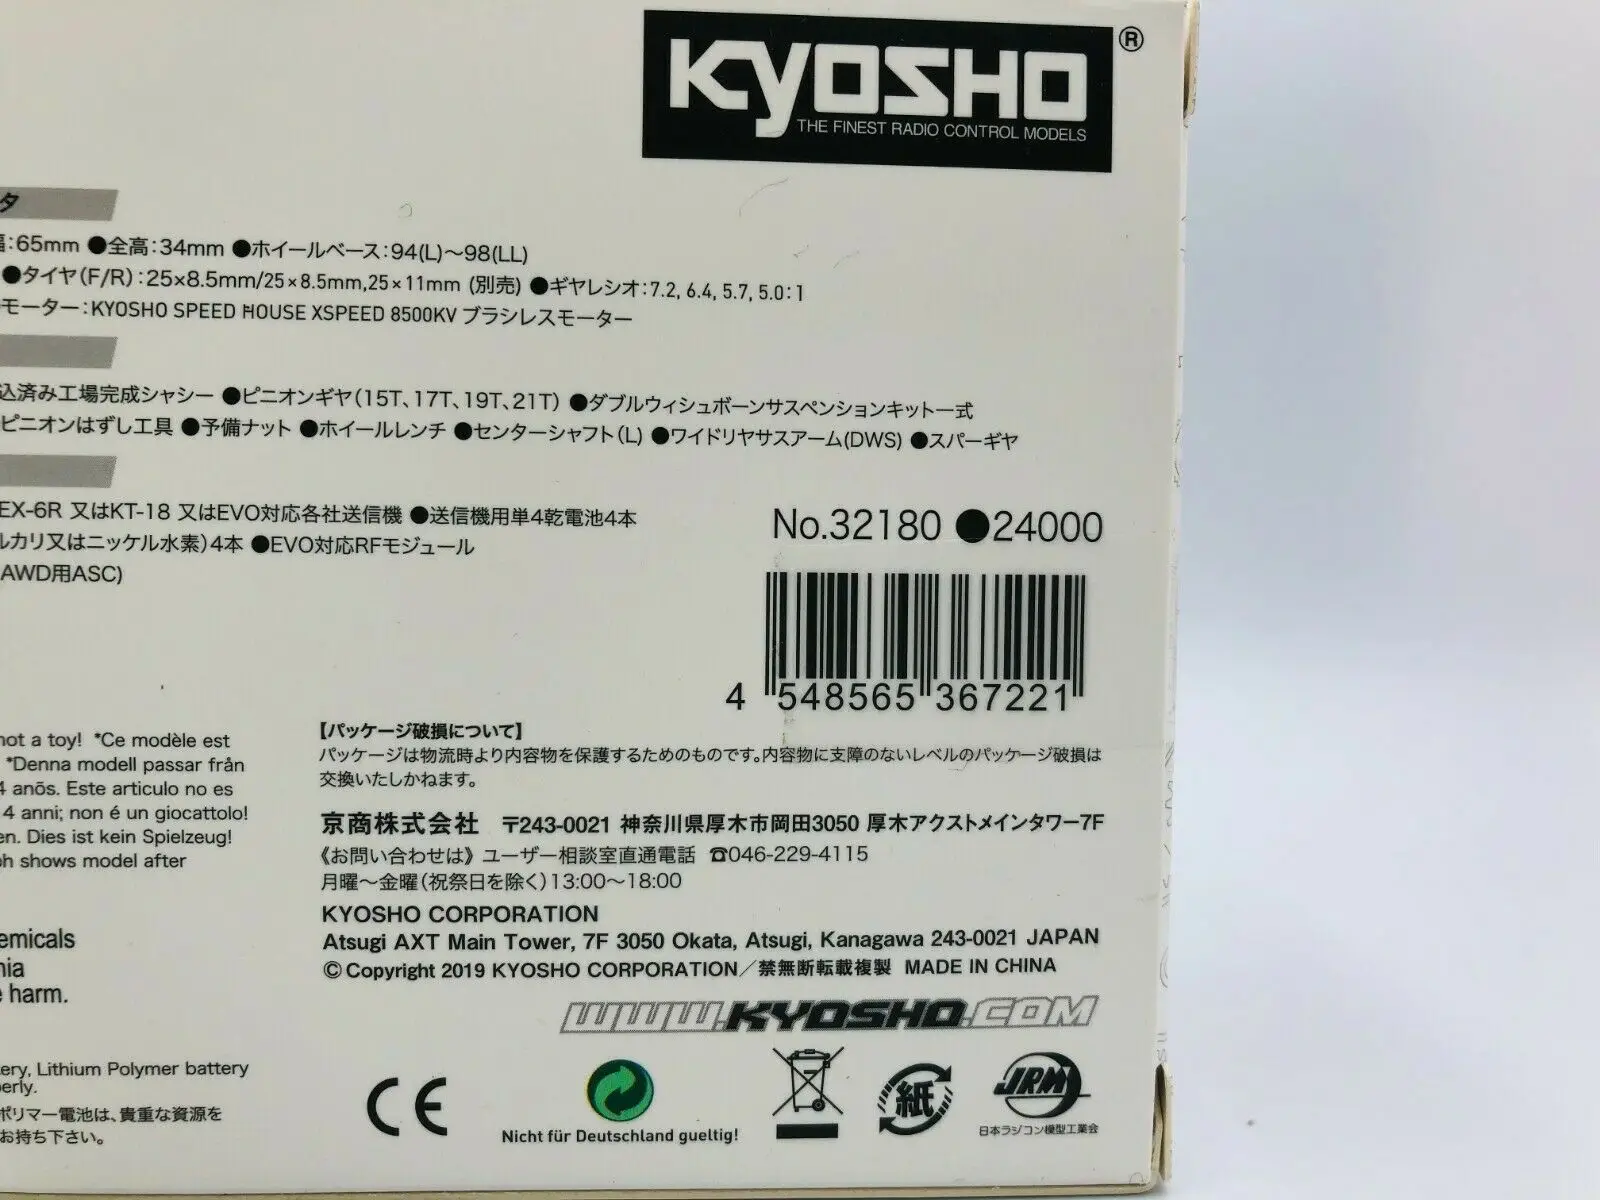 KYOSHO ®
THE FINEST RADIO CONTROL MODELS
タ
幅:65mm ●全高:34mm ●ホイールベース:94(L)～98(LL)
●タイヤ(F/R):25×8.5mm/25×8.5mm,25×11mm (別売) ●ギヤレシオ:7.2, 6.4, 5.7, 5.0:1
モーター:KYOSHO SPEED HOUSE XSPEED 8500KV ブラシレスモーター
込済み工場完成シャシー ●ピニオンギヤ(15T、17T、19T、21T) ●ダブルウィシュボーンサスペンションキット一式
ピニオンはずし工具 ●予備ナット ●ホイールレンチ ●センターシャフト(L) ●ワイドリヤサスアーム(DWS) ●スパーギヤ
EX-6R 又はKT-18 又はEVO対応各社送信機 ●送信機用単4乾電池4本
ルカリ又はニッケル水素)4本 ●EVO対応RFモジュール
AWD用ASC)
No.32180 ●24000
4 548565 367221
not a toy! *Ce modèle est
*Denna modell passar från
4 anõs. Este articulo no es
4 anni; non é un giocattolo!
en. Dies ist kein Spielzeug!
ph shows model after
【パッケージ破損について】
パッケージは物流時より内容物を保護するためのものです。内容物に支障のないレベルのパッケージ破損は
交換いたしかねます。
京商株式会社 〒243-0021 神奈川県厚木市岡田3050 厚木アクストメインタワー7F
《お問い合わせは》ユーザー相談室直通電話 ☎046-229-4115
月曜～金曜(祝祭日を除く)13:00～18:00
KYOSHO CORPORATION
Atsugi AXT Main Tower, 7F 3050 Okata, Atsugi, Kanagawa 243-0021 JAPAN
© Copyright 2019 KYOSHO CORPORATION／禁無断転載複製 MADE IN CHINA
WWW.KYOSHO.COM
emicals
nia
e harm.
ery, Lithium Polymer battery
erly.
ポリマー電池は、貴重な資源を
お持ち下さい。
CE
Nicht für Deutschland gueltig!
紙
JRM
日本ラジコン模型工業会